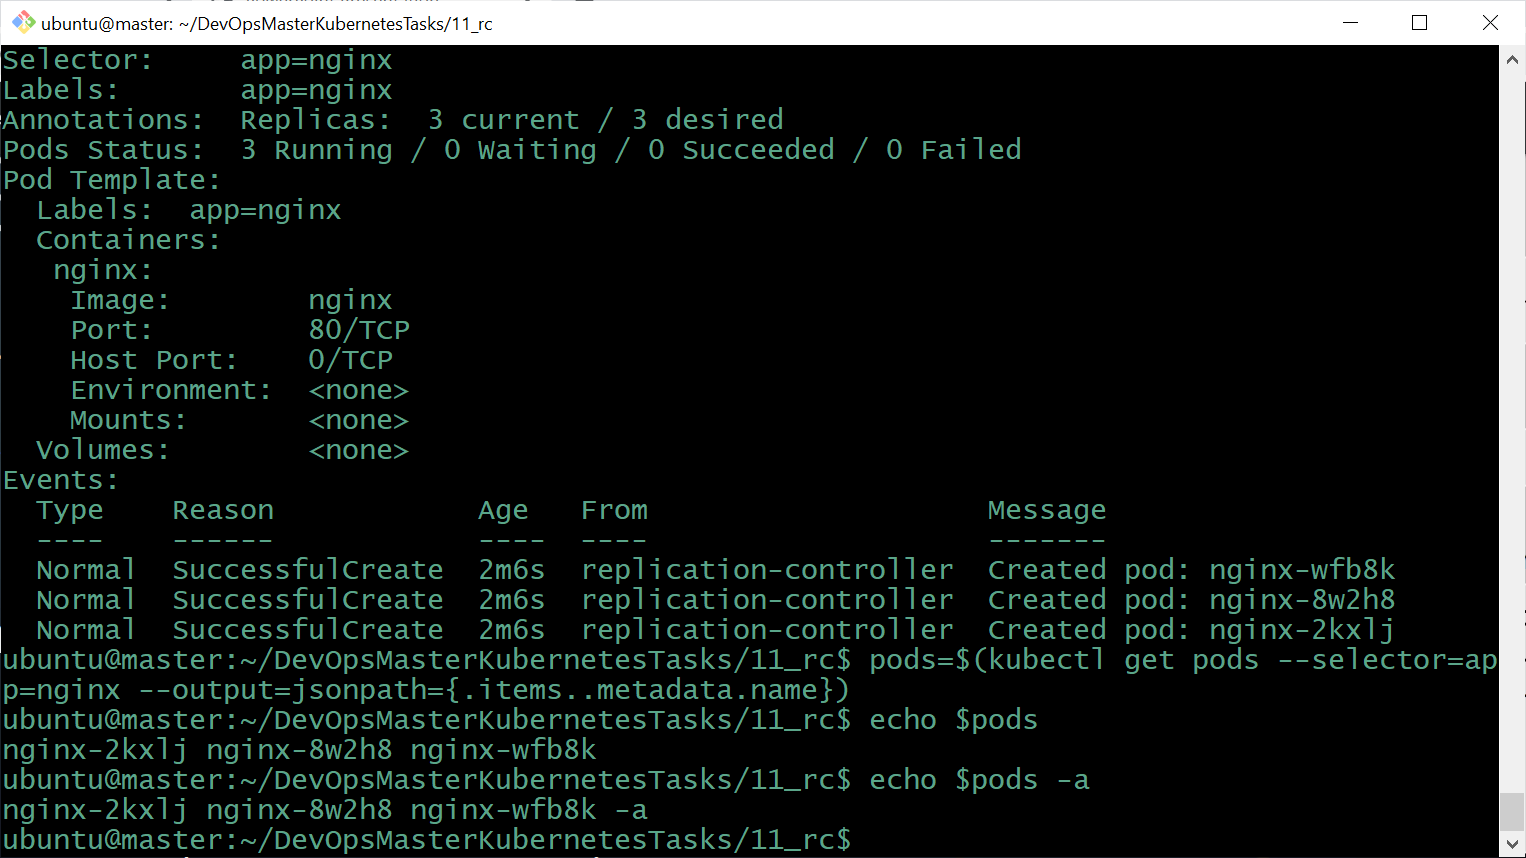 ubuntu@master: ~/DevOpsMasterKubernetesTasks/11_rc
Selector:     app=nginx
Labels:       app=nginx
Annotations:  Replicas:  3 current / 3 desired
Pods Status:  3 Running / 0 Waiting / 0 Succeeded / 0 Failed
Pod Template:
  Labels:  app=nginx
  Containers:
   nginx:
    Image:        nginx
    Port:         80/TCP
    Host Port:    0/TCP
    Environment:  <none>
    Mounts:       <none>
  Volumes:        <none>
Events:
  Type    Reason            Age   From                    Message
  ----    ------            ----  ----                    -------
  Normal  SuccessfulCreate  2m6s  replication-controller  Created pod: nginx-wfb8k
  Normal  SuccessfulCreate  2m6s  replication-controller  Created pod: nginx-8w2h8
  Normal  SuccessfulCreate  2m6s  replication-controller  Created pod: nginx-2kxlj
ubuntu@master:~/DevOpsMasterKubernetesTasks/11_rc$ pods=$(kubectl get pods --selector=ap
p=nginx --output=jsonpath={.items..metadata.name})
ubuntu@master:~/DevOpsMasterKubernetesTasks/11_rc$ echo $pods
nginx-2kxlj nginx-8w2h8 nginx-wfb8k
ubuntu@master:~/DevOpsMasterKubernetesTasks/11_rc$ echo $pods -a
nginx-2kxlj nginx-8w2h8 nginx-wfb8k -a
ubuntu@master:~/DevOpsMasterKubernetesTasks/11_rc$